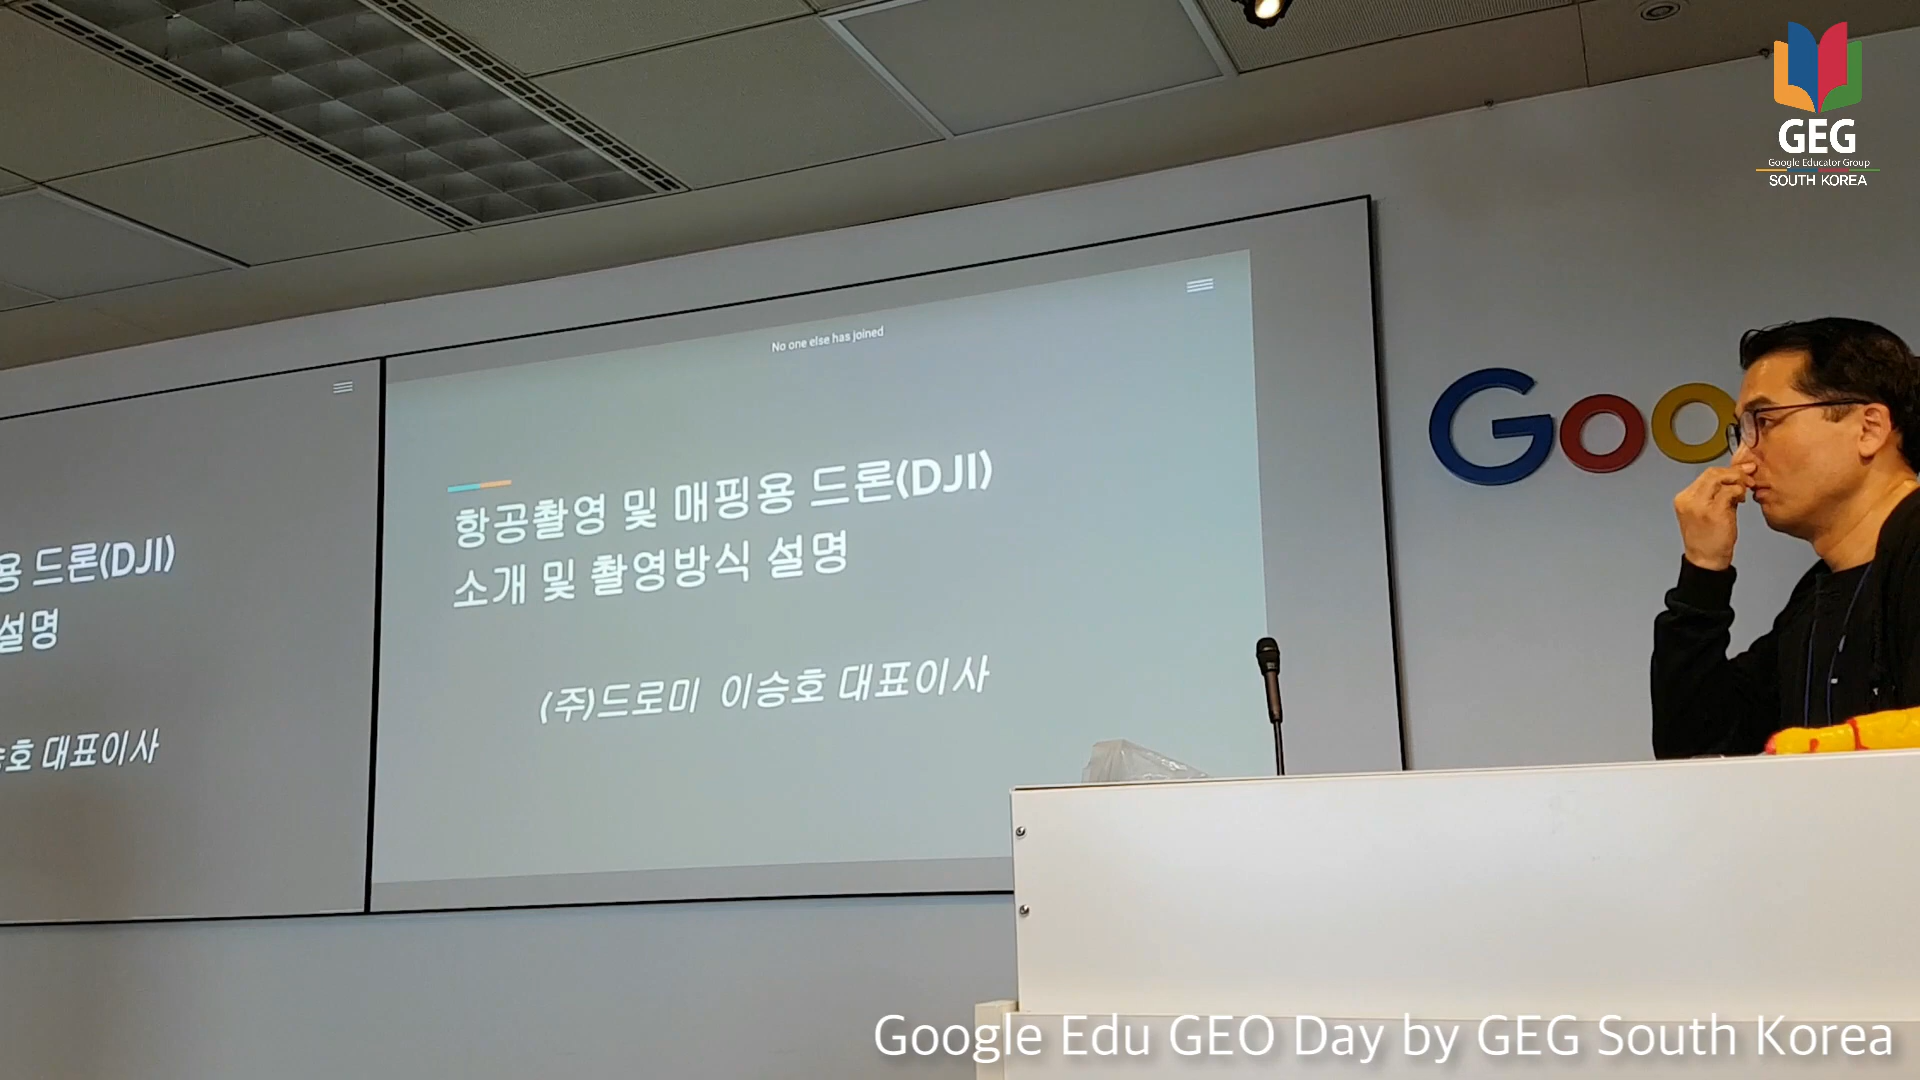 GEG
Google Educator Group
SOUTH KOREA
No one else has joined
항공촬영 및 매핑용 드론(DJI)
소개 및 촬영방식 설명
(주)드로미 이승호 대표이사
용 드론(DJI)
설명
승호 대표이사
Goo
Google Edu GEO Day by GEG South Korea